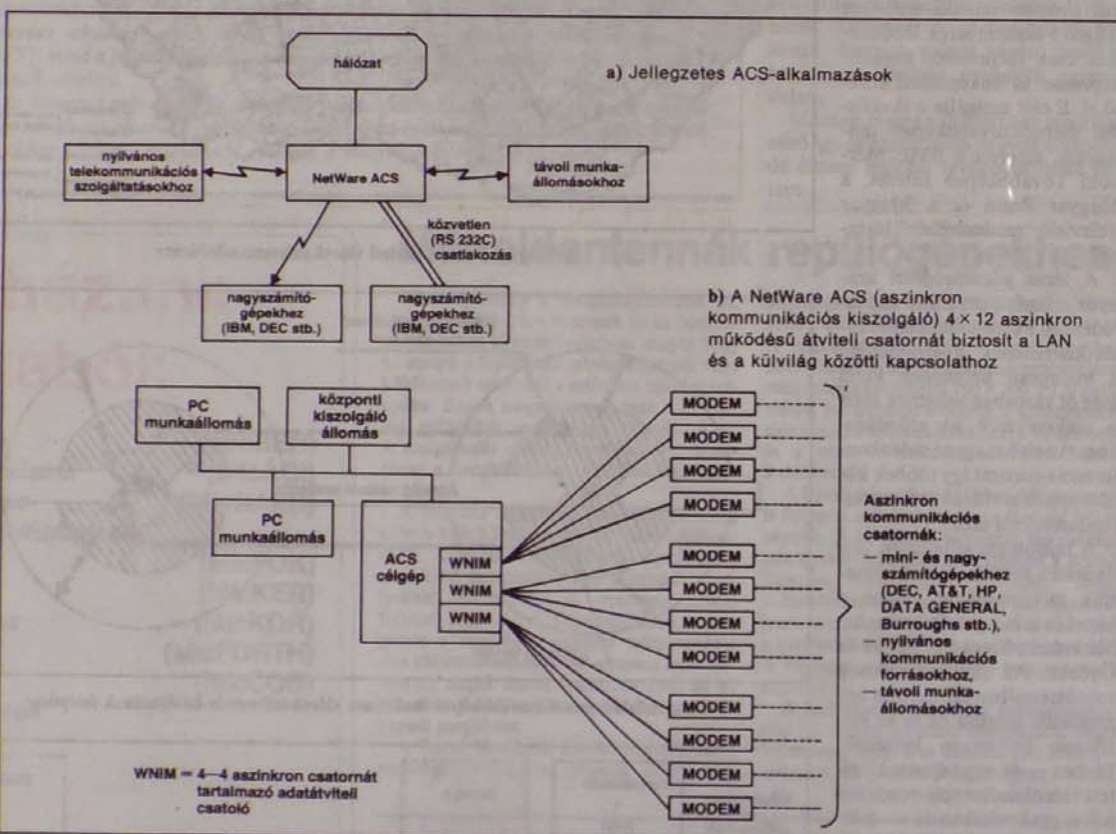 hálózat
a) Jellegzetes ACS-alkalmazások
nyilvános
telekommunikációs
szolgáltatásokhoz
NetWare ACS
távoli munka-
állomásokhoz
közvetlen
(RS 232C)
csatlakozás
nagyszámító-
gépekhez
(IBM, DEC stb.)
nagyszámító-
gépekhez
(IBM, DEC stb.)
b) A NetWare ACS (aszinkron
kommunikációs kiszolgáló) 4 × 12 aszinkron
működésű átviteli csatornát biztosít a LAN
és a külvilág közötti kapcsolathoz
PC
munkaállomás
központi
kiszolgáló
állomás
PC
munkaállomás
ACS
célgép
WNIM
WNIM
WNIM
MODEM
MODEM
MODEM
MODEM
MODEM
MODEM
MODEM
MODEM
MODEM
MODEM
MODEM
MODEM
Aszinkron
kommunikációs
csatornák:
— mini- és nagy-
számítógépekhez
(DEC, AT&T, HP,
DATA GENERAL,
Burroughs stb.),
— nyilvános
kommunikációs
forrásokhoz,
— távoli munka-
állomásokhoz
WNIM = 4—4 aszinkron csatornát
tartalmazó adatátviteli
csatoló